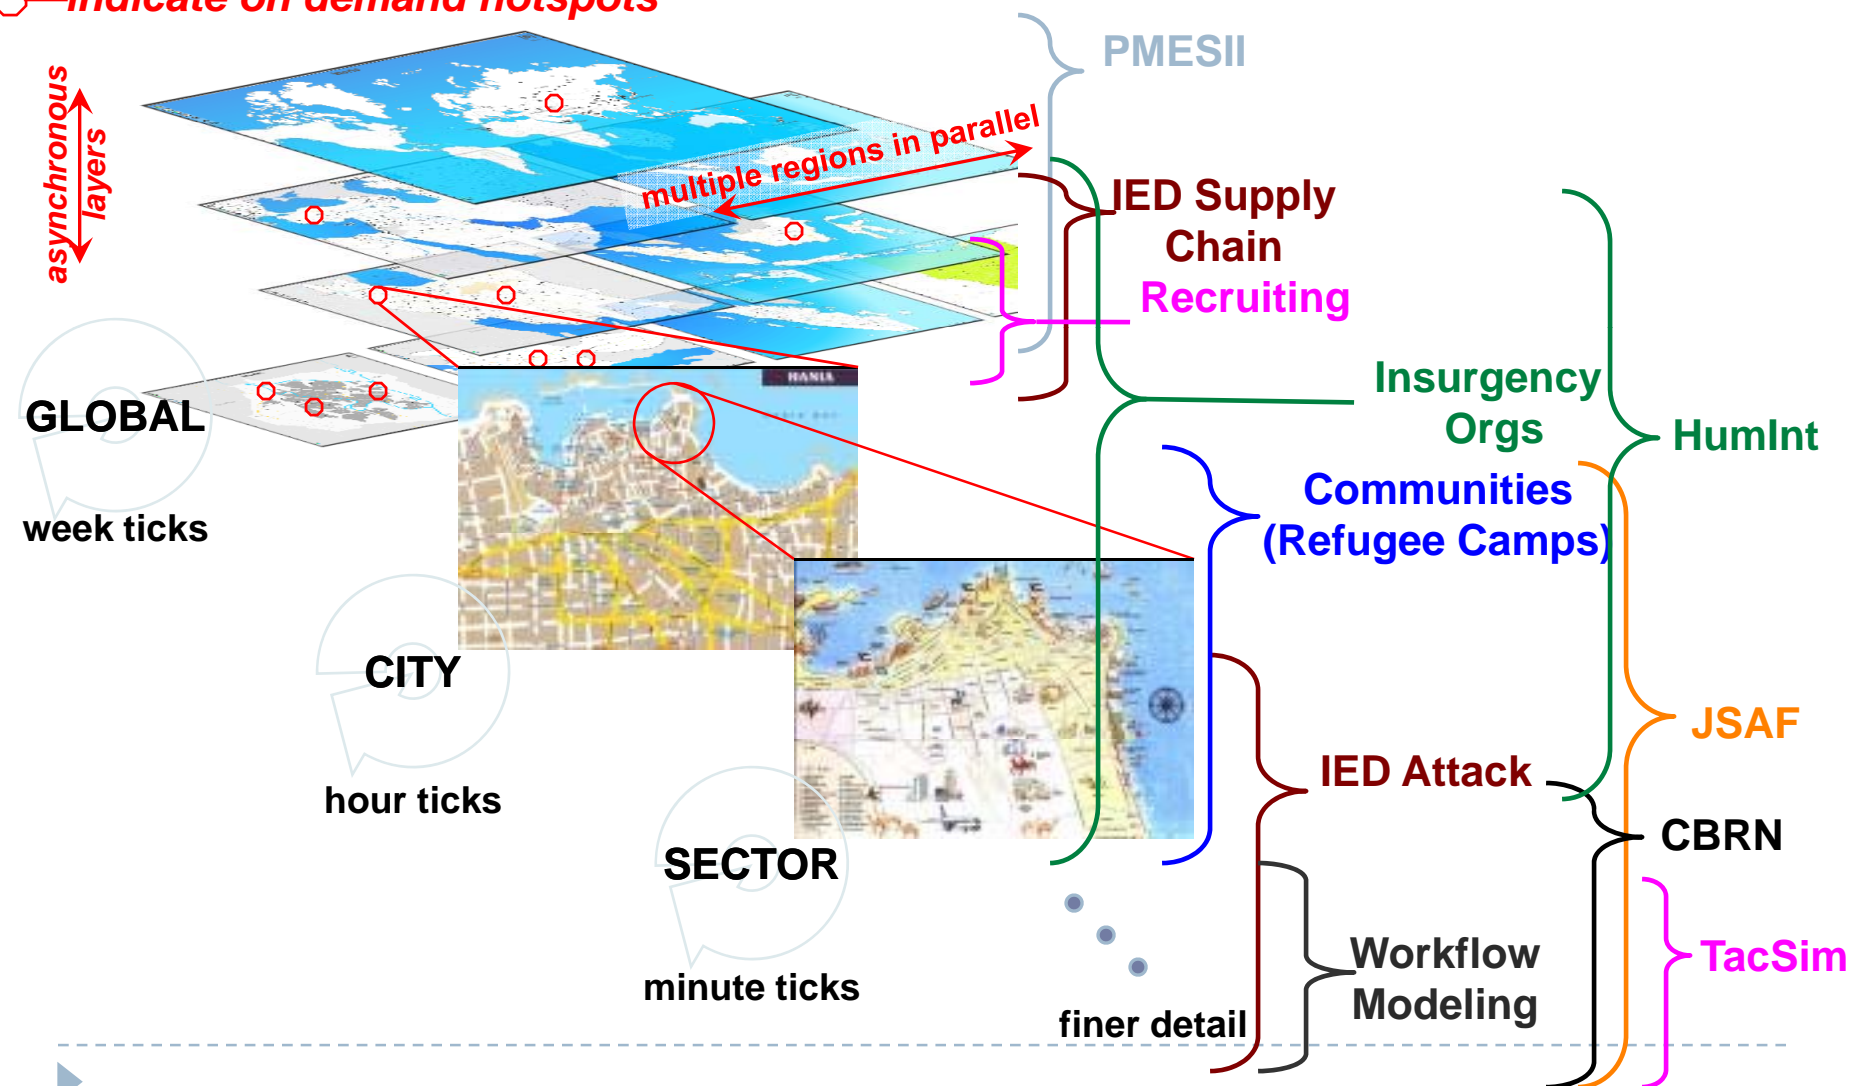 indicate on demand hotspots
PMESII
asynchronous
layers
multiple regions in parallel
IED Supply
Chain
Recruiting
Insurgency
Orgs
HumInt
GLOBAL
HANIA
Communities
(Refugee Camps)
week ticks
CITY
JSAF
IED Attack
hour ticks
CBRN
SECTOR
Workflow
Modeling
TacSim
minute ticks
finer detail